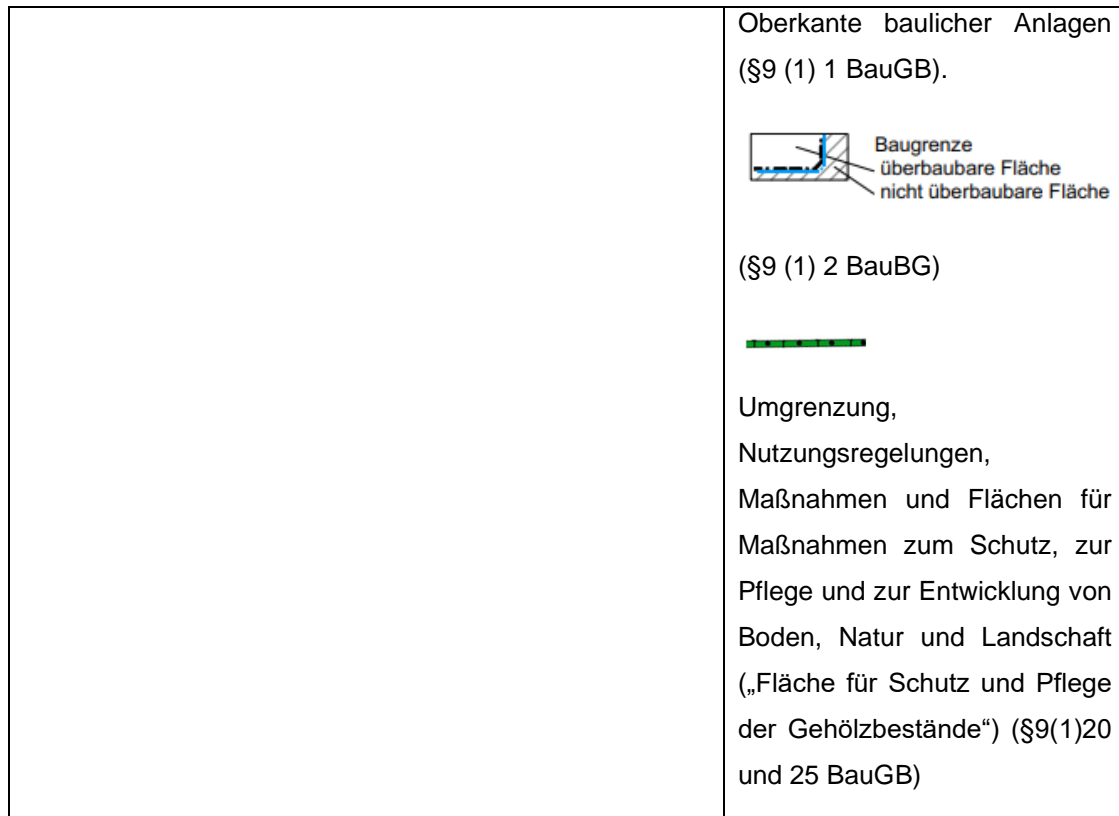 Oberkante baulicher Anlagen
(§9 (1) 1 BauGB).
Baugrenze
überbaubare Fläche
nicht überbaubare Fläche
(§9 (1) 2 BauBG)
Umgrenzung,
Nutzungsregelungen,
Maßnahmen und Flächen für
Maßnahmen zum Schutz, zur
Pflege und zur Entwicklung von
Boden, Natur und Landschaft
(„Fläche für Schutz und Pflege
der Gehölzbestände“) (§9(1)20
und 25 BauGB)